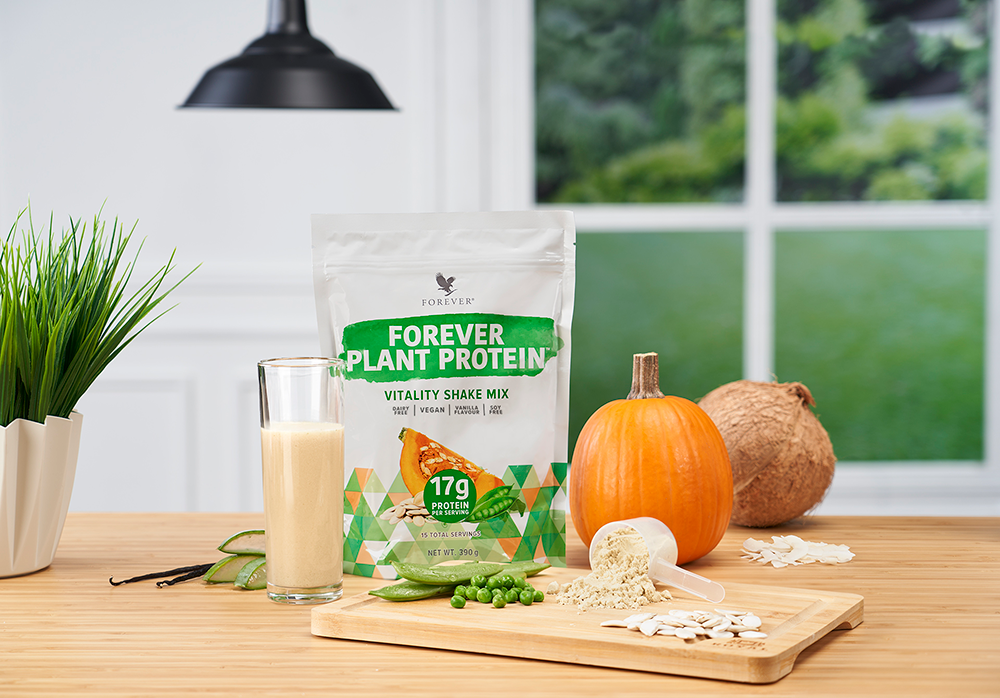 FOREVER®
FOREVER
PLANT PROTEIN™
VITALITY SHAKE MIX
DAIRY FREE | VEGAN | VANILLA FLAVOUR | SOY FREE
17g
PROTEIN
PER SERVING
15 TOTAL SERVINGS
NET WT. 390 g